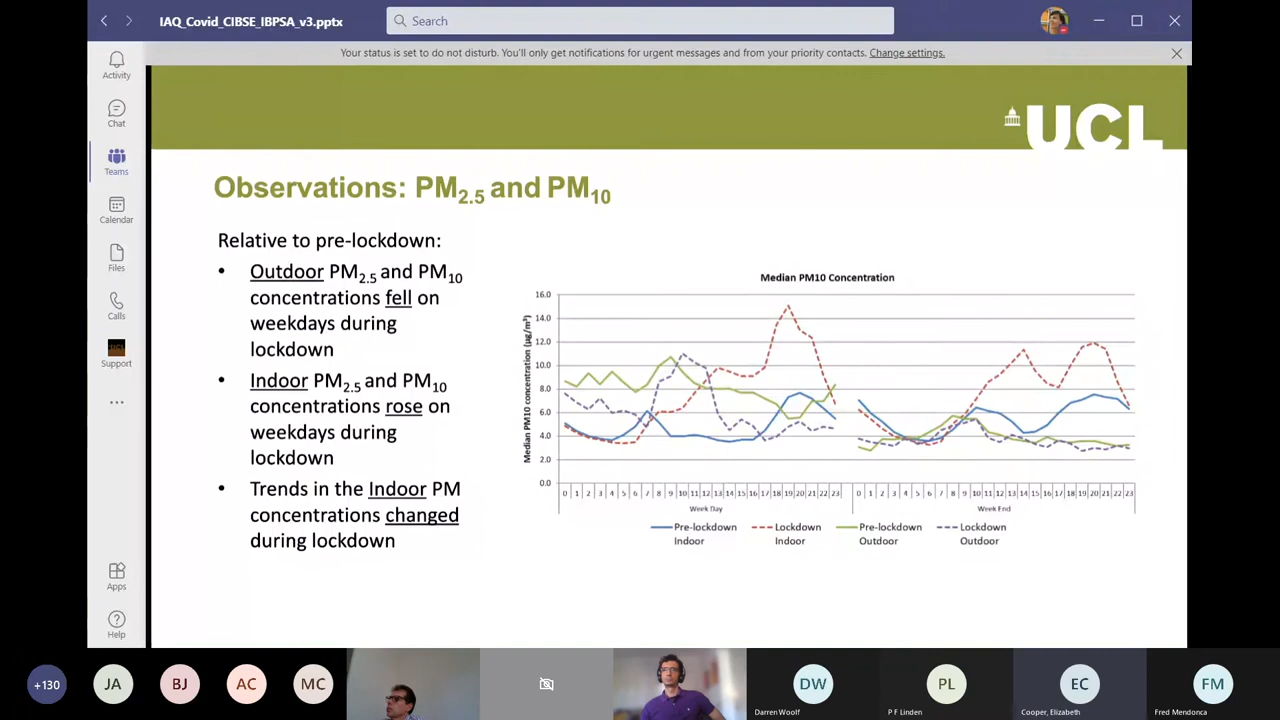 IAQ_Covid_CIBSE_IBPSA_v3.pptx
Search
Your status is set to do not disturb. You'll only get notifications for urgent messages and from your priority contacts. Change settings.
Activity
Chat
Teams
Calendar
Files
Calls
UCL
Support
Apps
Help
UCL
Observations: PM2.5 and PM10
Relative to pre-lockdown:
• Outdoor PM2.5 and PM10
concentrations fell on
weekdays during
lockdown
• Indoor PM2.5 and PM10
concentrations rose on
weekdays during
lockdown
• Trends in the Indoor PM
concentrations changed
during lockdown
Median PM10 Concentration
Median PM10 concentration (µg/m³)
16.0
14.0
12.0
10.0
8.0
6.0
4.0
2.0
0.0
0 1 2 3 4 5 6 7 8 9 10 11 12 13 14 15 16 17 18 19 20 21 22 23 0 1 2 3 4 5 6 7 8 9 10 11 12 13 14 15 16 17 18 19 20 21 22 23
Week Day Week End
Pre-lockdown Indoor
Lockdown Indoor
Pre-lockdown Outdoor
Lockdown Outdoor
+130 JA BJ AC MC DW PL EC FM
Darren Woolf P F Linden Cooper, Elizabeth Fred Mendonca